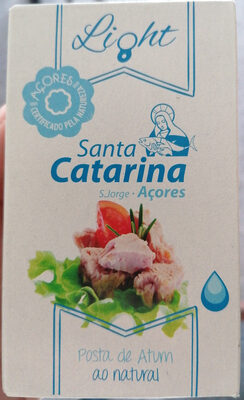 Light
AÇORES
CERTIFICADO PELA NATUREZA
Santa
Catarina
S.Jorge · Açores
Posta de Atum
ao natural